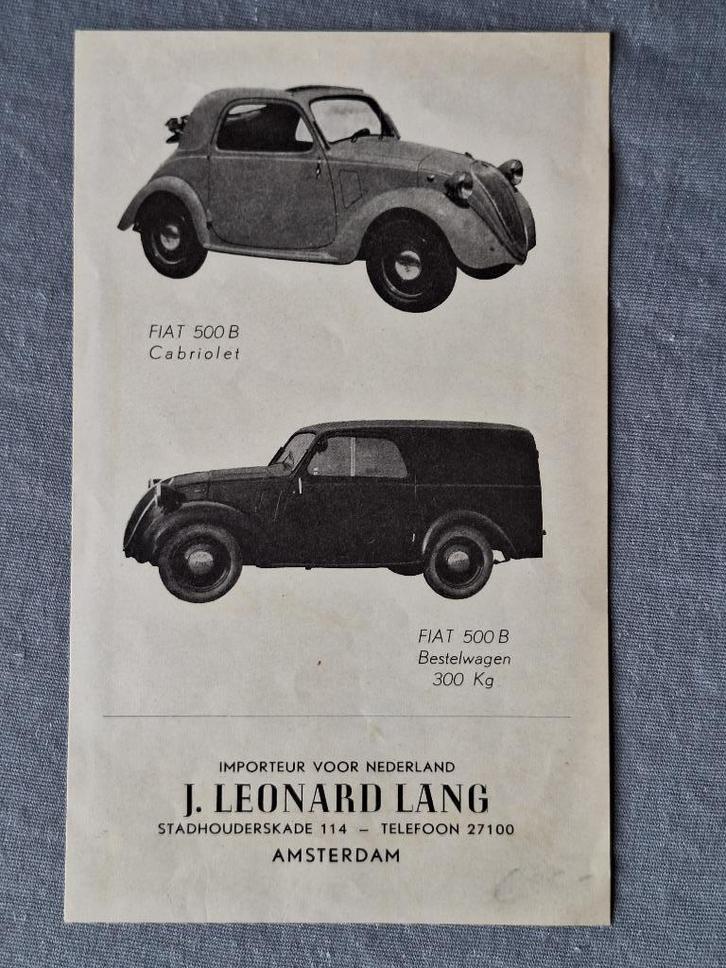 FIAT 500 B
Cabriolet
FIAT 500 B
Bestelwagen
300 Kg
IMPORTEUR VOOR NEDERLAND
J. LEONARD LANG
STADHOUDERSKADE 114 – TELEFOON 27100
AMSTERDAM